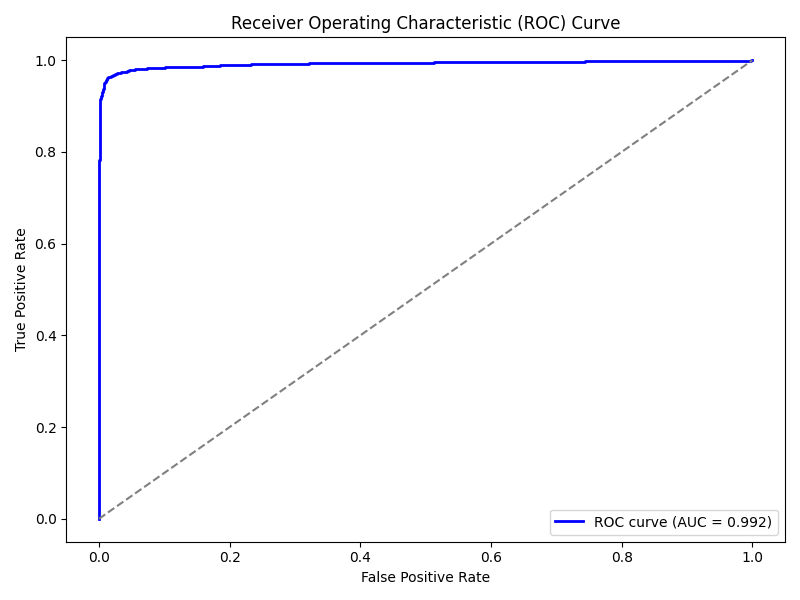 Receiver Operating Characteristic (ROC) Curve
1.0
0.8
0.6
0.4
0.2
0.0
True Positive Rate
ROC curve (AUC = 0.992)
0.0 0.2 0.4 0.6 0.8 1.0
False Positive Rate